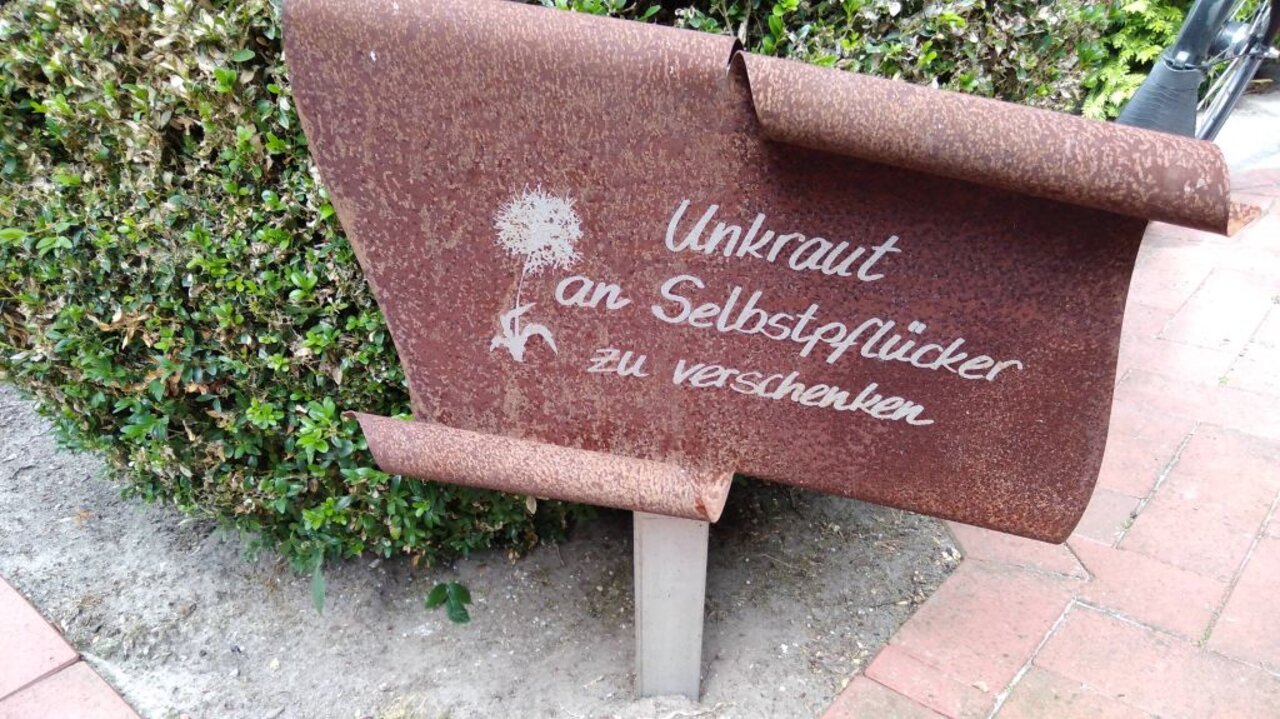 Unkraut
an Selbstpflücker
zu verschenken